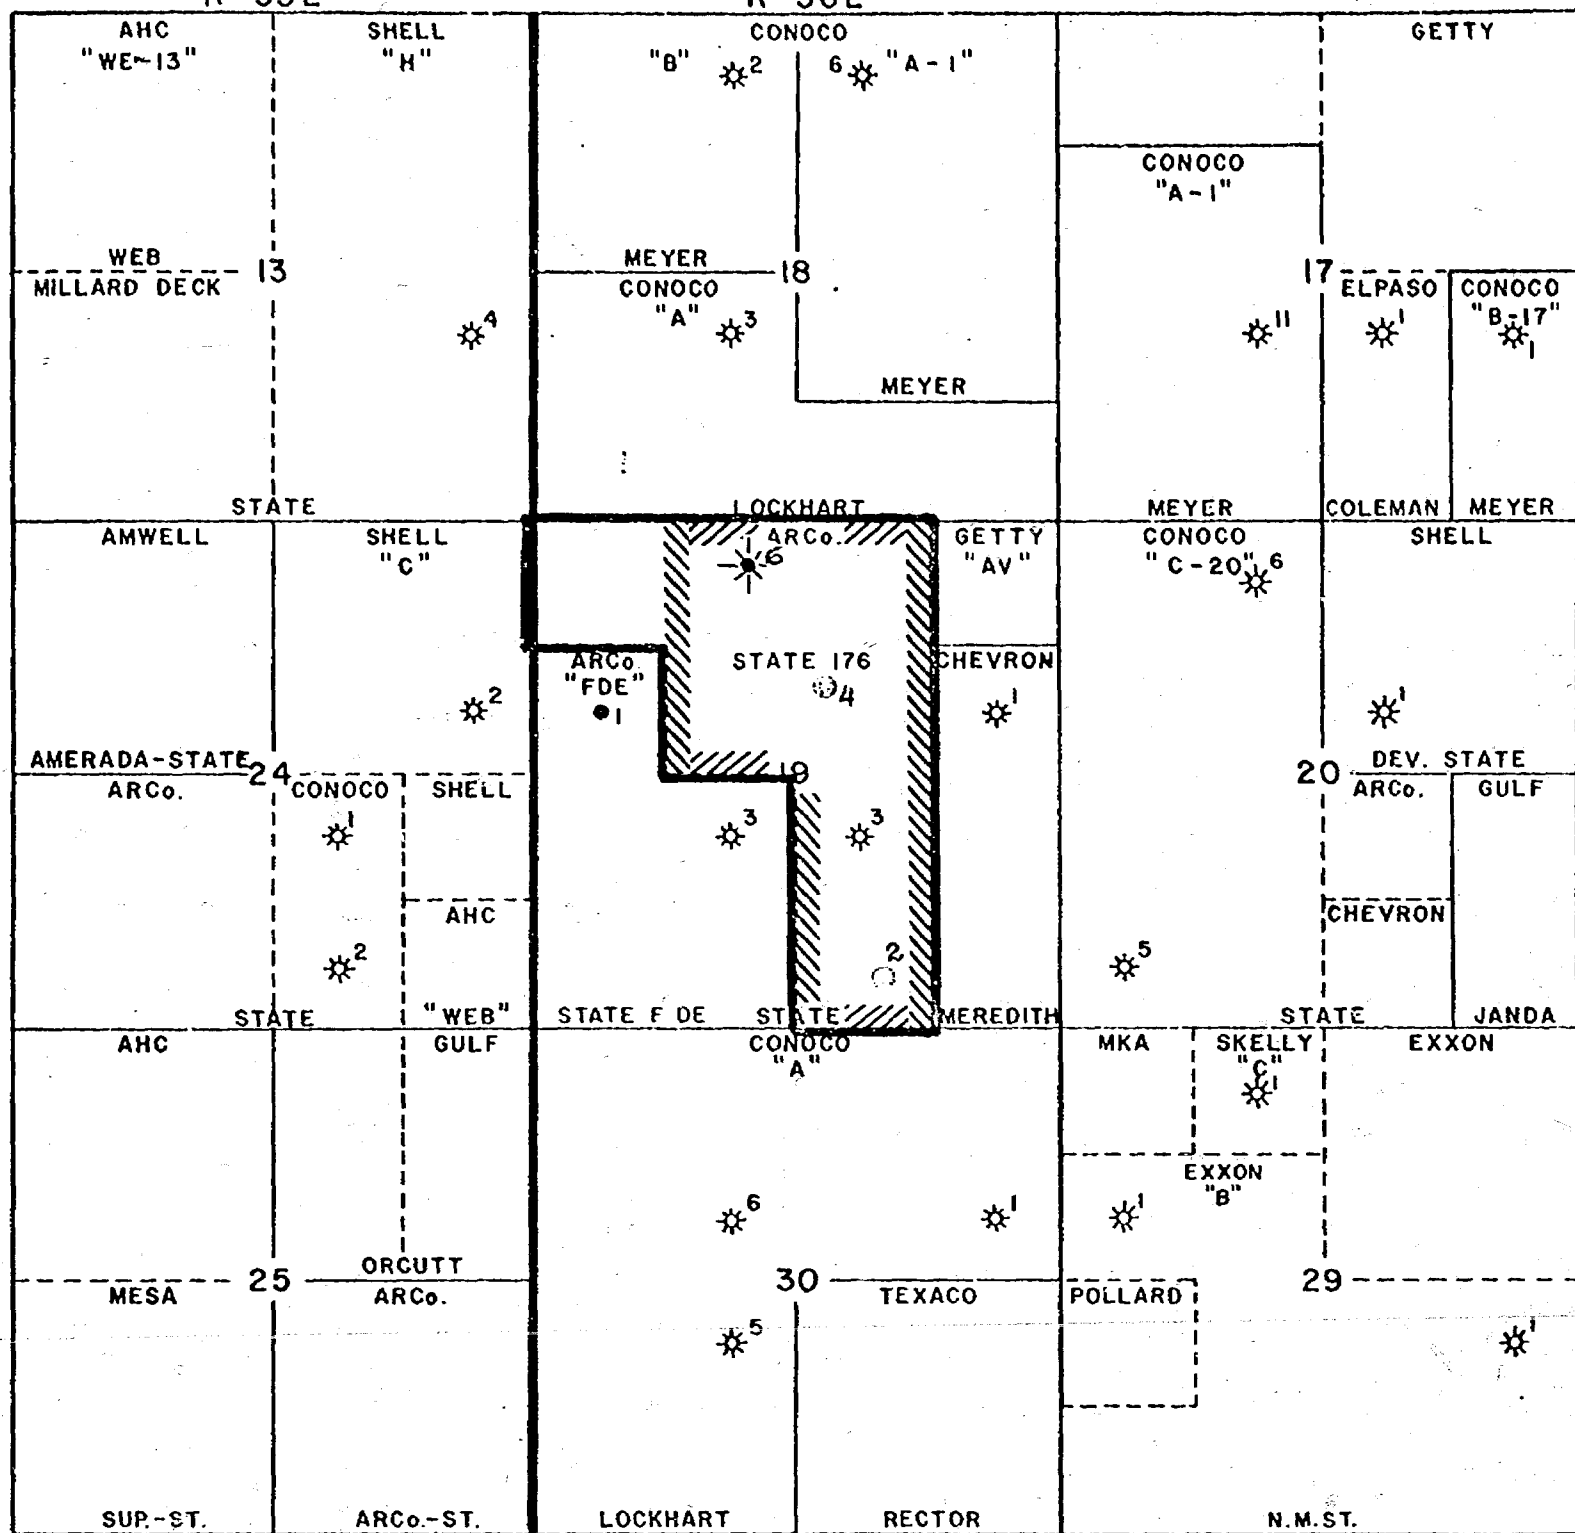 R 35E
R 36E
AHC
"WE-13"
SHELL
"H"
CONOCO
"B" 2
6 "A-1"
GETTY
CONOCO
"A-1"
WEB
MILLARD DECK
13
4
MEYER
CONOCO
"A"
3
18
MEYER
17
11
ELPASO
1
CONOCO
"B-17"
1
STATE
LOCKHART
MEYER
COLEMAN
MEYER
AMWELL
SHELL
"C"
ARCo.
6
GETTY
"AV"
CONOCO
"C-20" 6
SHELL
ARCo
"FDE"
1
STATE 176
4
CHEVRON
1
2
1
AMERADA-STATE
24
19
20
DEV. STATE
ARCo.
CONOCO
1
SHELL
3
3
ARCo.
GULF
AHC
CHEVRON
2
2
5
STATE
"WEB"
STATE F DE
STATE
MEREDITH
STATE
JANDA
AHC
GULF
CONOCO
"A"
MKA
SKELLY
"C"
1
EXXON
EXXON
"B"
6
1
1
ORCUTT
25
30
29
MESA
ARCo.
TEXACO
POLLARD
5
1
SUP.-ST.
ARCo.-ST.
LOCKHART
RECTOR
N.M.ST.